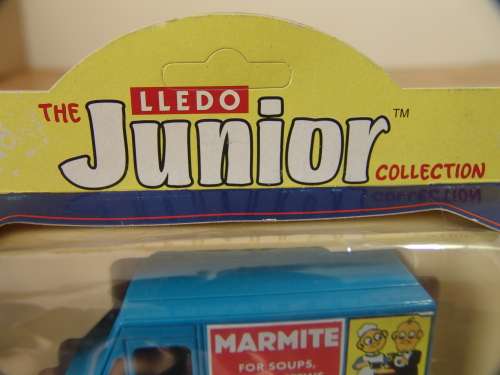 LLEDO
THE Junior™ COLLECTION
MARMITE
FOR SOUPS,